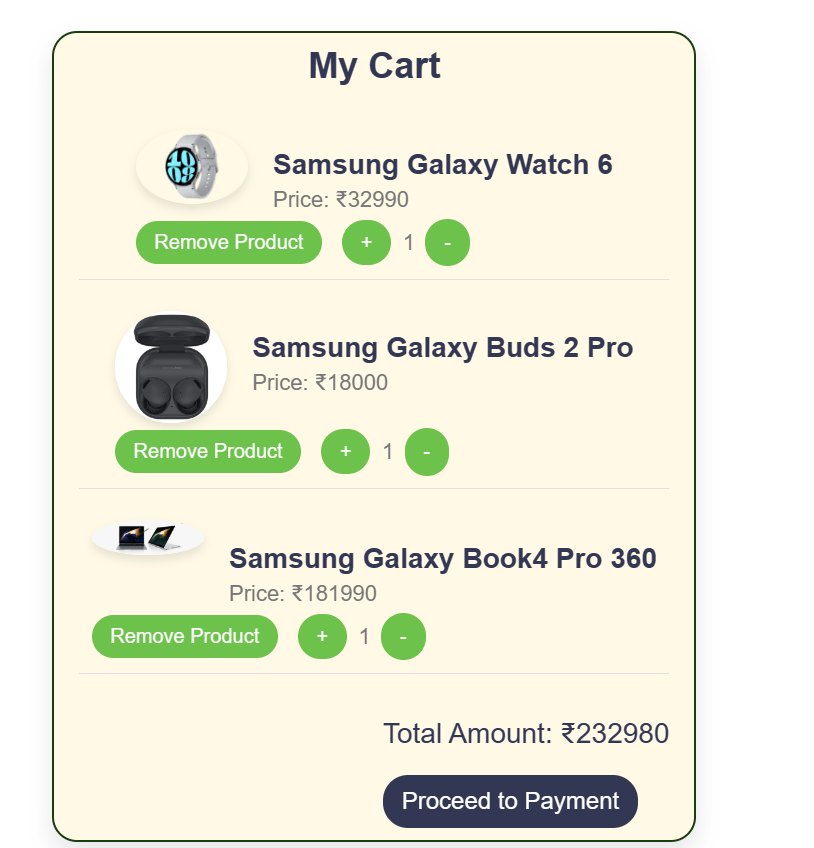 My Cart
Samsung Galaxy Watch 6
Price: ₹32990
Remove Product + 1 -
Samsung Galaxy Buds 2 Pro
Price: ₹18000
Remove Product + 1 -
Samsung Galaxy Book4 Pro 360
Price: ₹181990
Remove Product + 1 -
Total Amount: ₹232980
Proceed to Payment